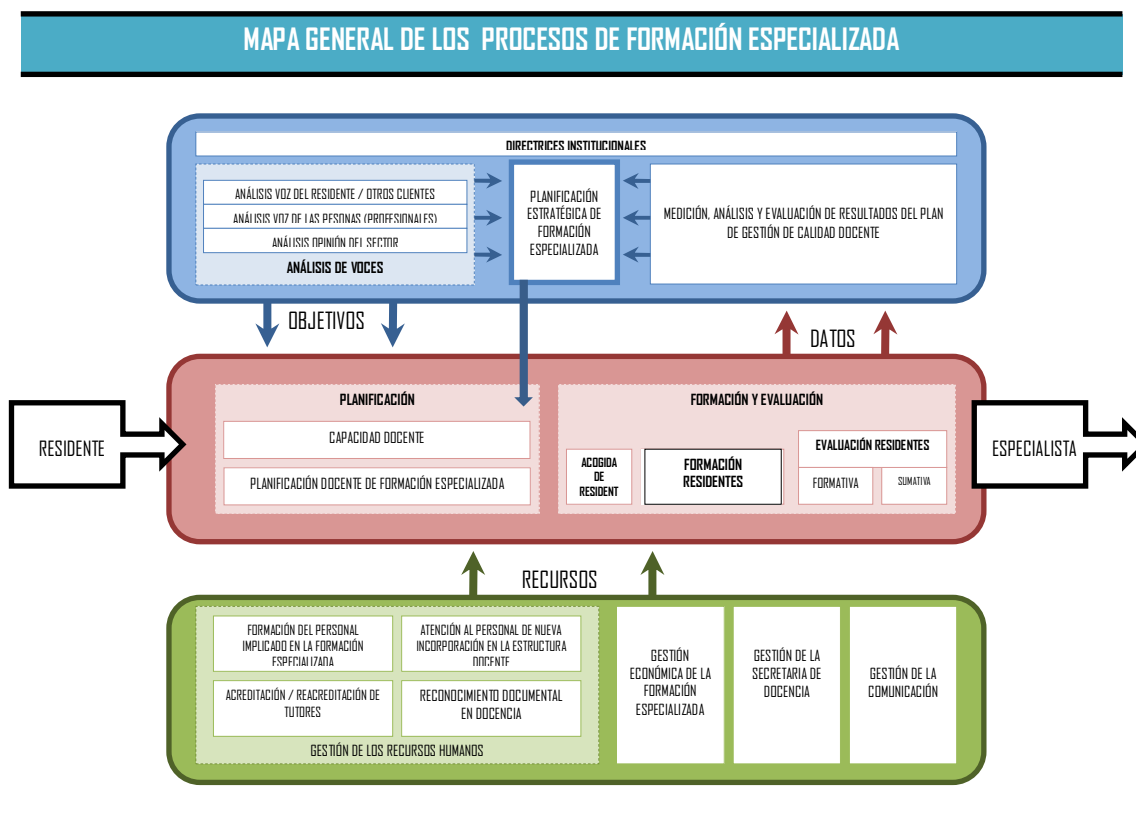 MAPA GENERAL DE LOS PROCESOS DE FORMACIÓN ESPECIALIZADA
DIRECTRICES INSTITUCIONALES
ANÁLISIS VOZ DEL RESIDENTE / OTROS CLIENTES
ANÁLISIS VOZ DE LAS PESONAS (PROFESIONALES)
ANÁLISIS OPINIÓN DEL SECTOR
ANÁLISIS DE VOCES
PLANIFICACIÓN
ESTRATÉGICA DE
FORMACIÓN
ESPECIALIZADA
MEDICIÓN, ANÁLISIS Y EVALUACIÓN DE RESULTADOS DEL PLAN
DE GESTIÓN DE CALIDAD DOCENTE
OBJETIVOS
DATOS
RESIDENTE
PLANIFICACIÓN
CAPACIDAD DOCENTE
PLANIFICACIÓN DOCENTE DE FORMACIÓN ESPECIALIZADA
FORMACIÓN Y EVALUACIÓN
ACOGIDA
DE
RESIDENT
FORMACIÓN
RESIDENTES
EVALUACIÓN RESIDENTES
FORMATIVA
SUMATIVA
ESPECIALISTA
RECURSOS
FORMACIÓN DEL PERSONAL
IMPLICADO EN LA FORMACIÓN
ESPECIALIZADA
ATENCIÓN AL PERSONAL DE NUEVA
INCORPORACIÓN EN LA ESTRUCTURA
DOCENTE
ACREDITACIÓN / REACREDITACIÓN DE
TUTORES
RECONOCIMIENTO DOCUMENTAL
EN DOCENCIA
GESTIÓN DE LOS RECURSOS HUMANOS
GESTIÓN
ECONÓMICA DE LA
FORMACIÓN
ESPECIALIZADA
GESTIÓN DE LA
SECRETARIA DE
DOCENCIA
GESTIÓN DE LA
COMUNICACIÓN